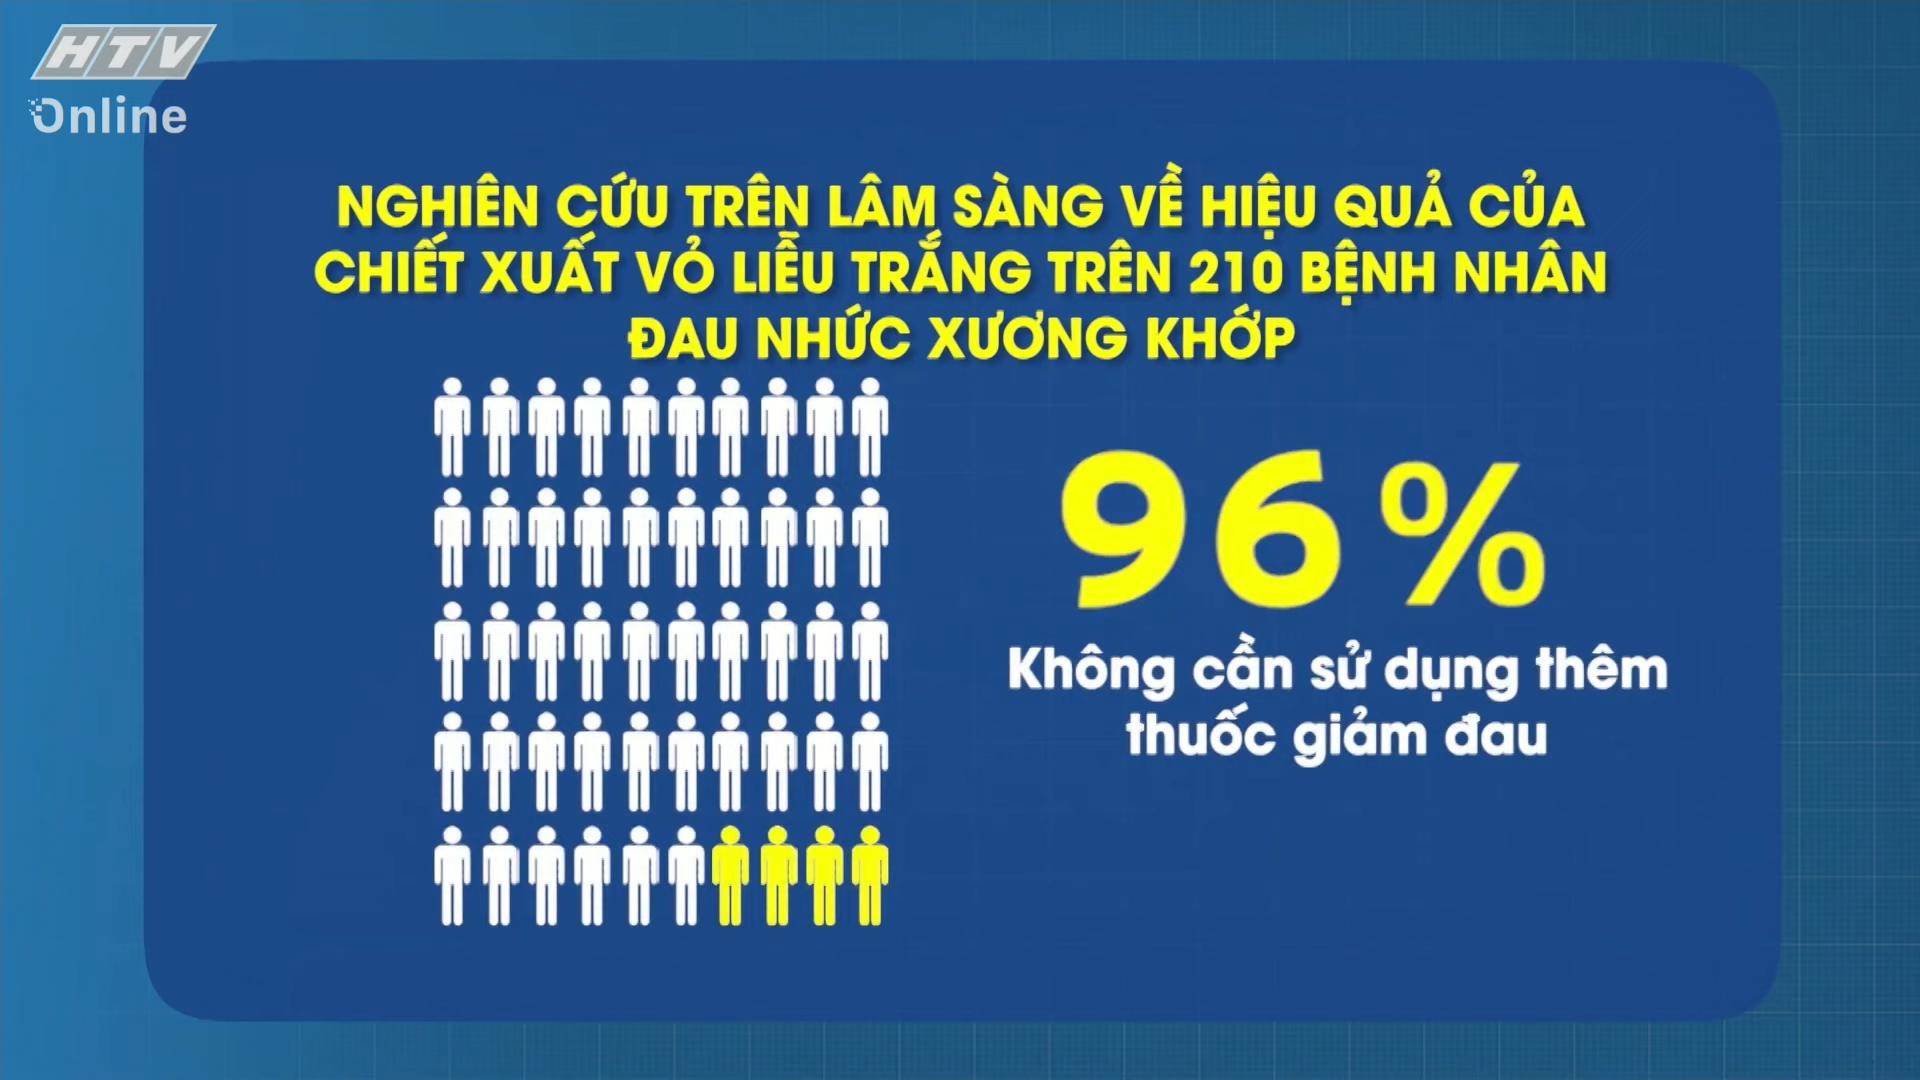 HTV
Online
NGHIÊN CỨU TRÊN LÂM SÀNG VỀ HIỆU QUẢ CỦA
CHIẾT XUẤT VỎ LIỄU TRẮNG TRÊN 210 BỆNH NHÂN
ĐAU NHỨC XƯƠNG KHỚP
96%
Không cần sử dụng thêm
thuốc giảm đau